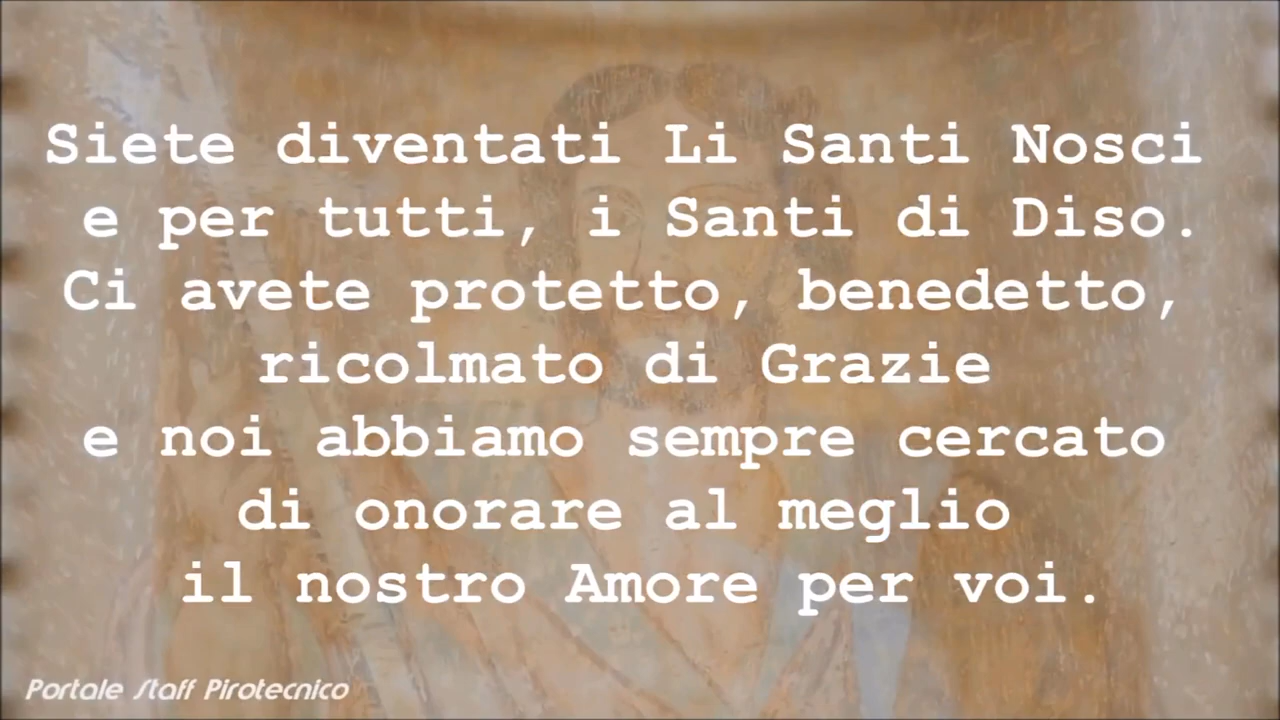 Siete diventati Li Santi Nosci
e per tutti, i Santi di Diso.
Ci avete protetto, benedetto,
ricolmato di Grazie
e noi abbiamo sempre cercato
di onorare al meglio
il nostro Amore per voi.
Portale Staff Pirotecnico